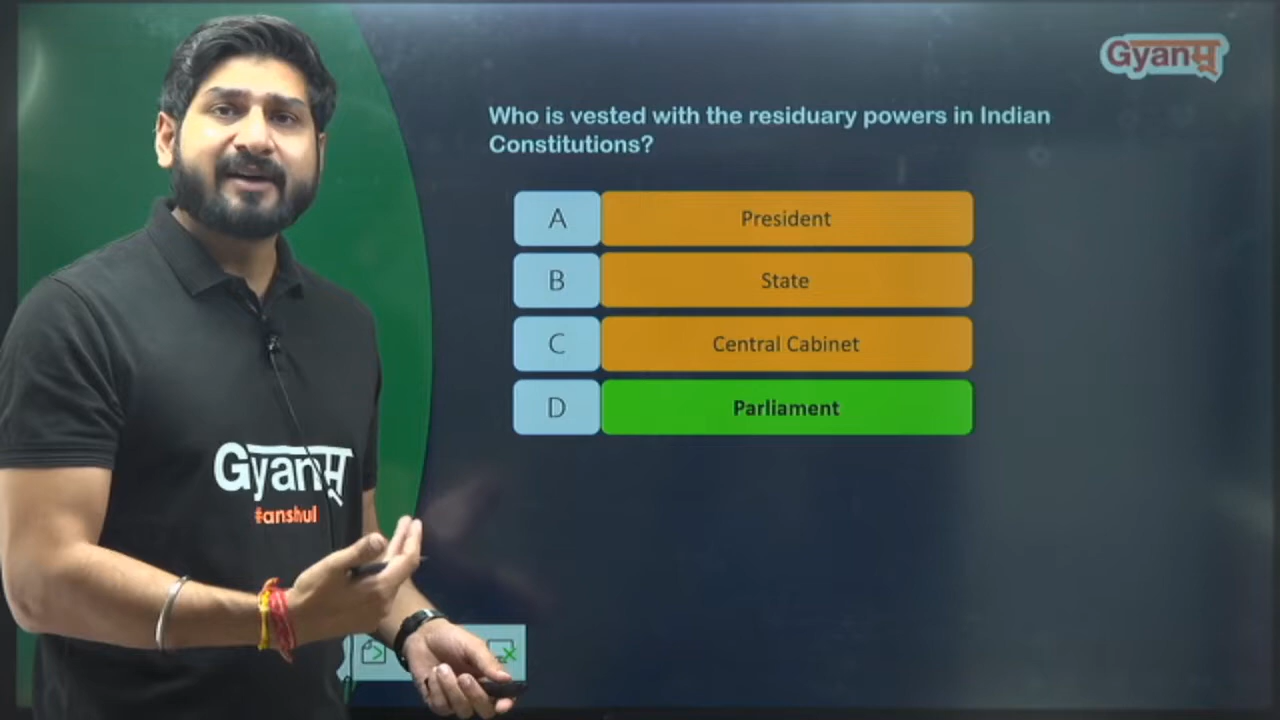 Gyanम्
Who is vested with the residuary powers in Indian
Constitutions?
A President
B State
C Central Cabinet
D Parliament
Gyanम्
#anshul